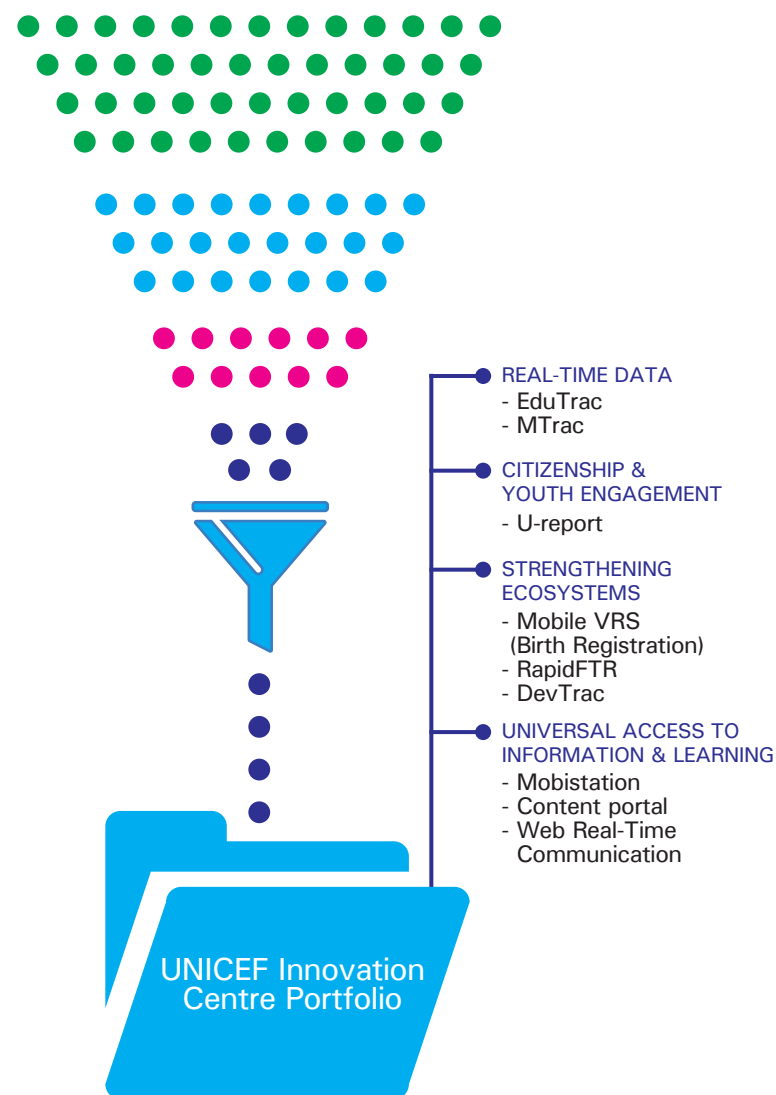 REAL-TIME DATA
- EduTrac
- MTrac
CITIZENSHIP &
YOUTH ENGAGEMENT
- U-report
STRENGTHENING
ECOSYSTEMS
- Mobile VRS
(Birth Registration)
- RapidFTR
- DevTrac
UNIVERSAL ACCESS TO
INFORMATION & LEARNING
- Mobistation
- Content portal
- Web Real-Time
Communication
UNICEF Innovation
Centre Portfolio